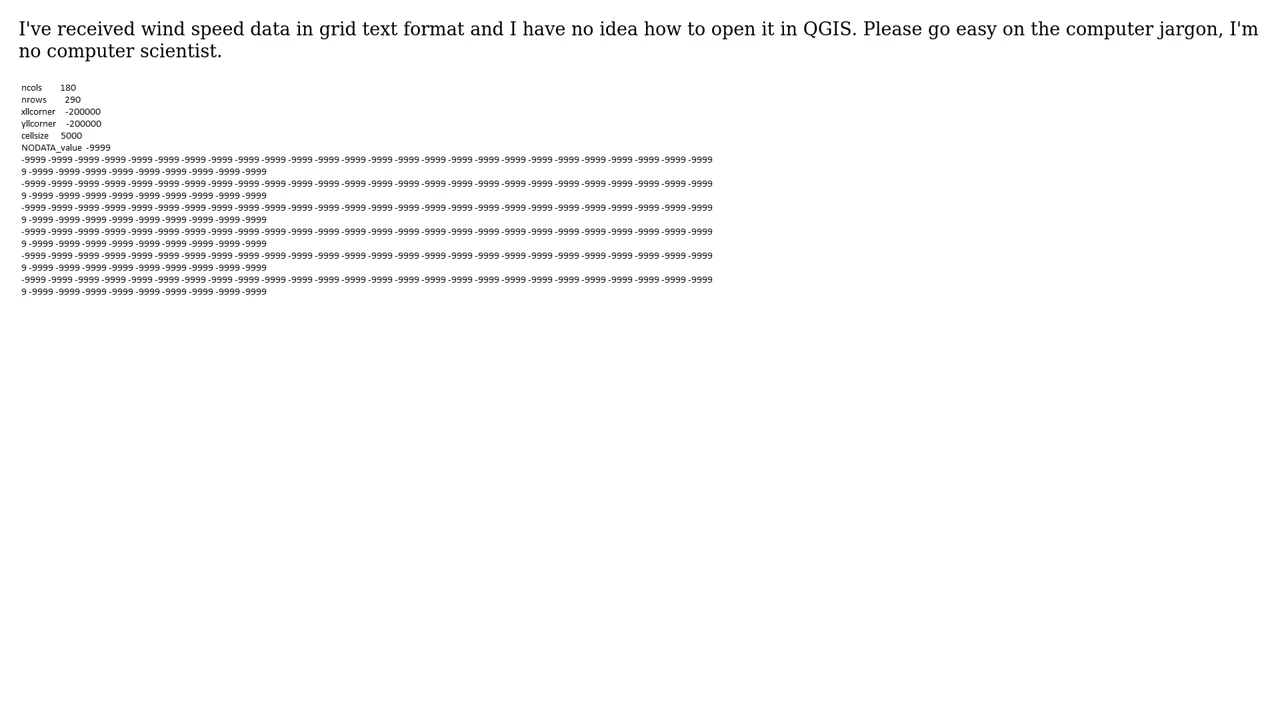 I've received wind speed data in grid text format and I have no idea how to open it in QGIS. Please go easy on the computer jargon, I'm
no computer scientist.
ncols 180
nrows 290
xllcorner -200000
yllcorner -200000
cellsize 5000
NODATA_value -9999
-9999 -9999 -9999 -9999 -9999 -9999 -9999 -9999 -9999 -9999 -9999 -9999 -9999 -9999 -9999 -9999 -9999 -9999 -9999 -9999 -9999 -9999 -9999 -9999 -9999 -9999
9 -9999 -9999 -9999 -9999 -9999 -9999 -9999 -9999 -9999
-9999 -9999 -9999 -9999 -9999 -9999 -9999 -9999 -9999 -9999 -9999 -9999 -9999 -9999 -9999 -9999 -9999 -9999 -9999 -9999 -9999 -9999 -9999 -9999 -9999 -9999
9 -9999 -9999 -9999 -9999 -9999 -9999 -9999 -9999 -9999
-9999 -9999 -9999 -9999 -9999 -9999 -9999 -9999 -9999 -9999 -9999 -9999 -9999 -9999 -9999 -9999 -9999 -9999 -9999 -9999 -9999 -9999 -9999 -9999 -9999 -9999
9 -9999 -9999 -9999 -9999 -9999 -9999 -9999 -9999 -9999
-9999 -9999 -9999 -9999 -9999 -9999 -9999 -9999 -9999 -9999 -9999 -9999 -9999 -9999 -9999 -9999 -9999 -9999 -9999 -9999 -9999 -9999 -9999 -9999 -9999 -9999
9 -9999 -9999 -9999 -9999 -9999 -9999 -9999 -9999 -9999
-9999 -9999 -9999 -9999 -9999 -9999 -9999 -9999 -9999 -9999 -9999 -9999 -9999 -9999 -9999 -9999 -9999 -9999 -9999 -9999 -9999 -9999 -9999 -9999 -9999 -9999
9 -9999 -9999 -9999 -9999 -9999 -9999 -9999 -9999 -9999
-9999 -9999 -9999 -9999 -9999 -9999 -9999 -9999 -9999 -9999 -9999 -9999 -9999 -9999 -9999 -9999 -9999 -9999 -9999 -9999 -9999 -9999 -9999 -9999 -9999 -9999
9 -9999 -9999 -9999 -9999 -9999 -9999 -9999 -9999 -9999